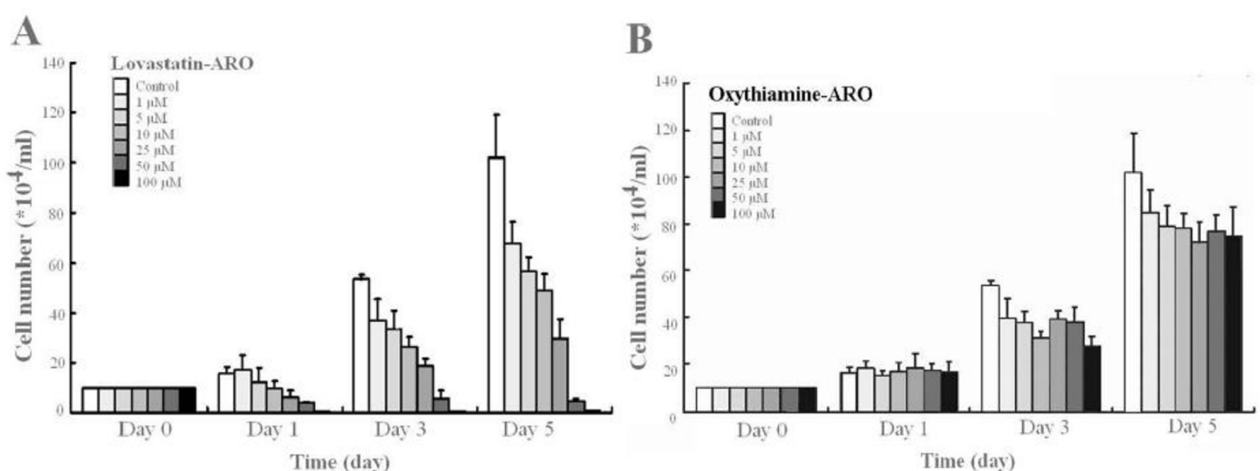 A
Lovastatin-ARO
Control
1 µM
5 µM
10 µM
25 µM
50 µM
100 µM
Cell number (*10⁴/ml)
140
120
100
80
60
40
20
0
Day 0 Day 1 Day 3 Day 5
Time (day)
B
Oxythiamine-ARO
Control
1 µM
5 µM
10 µM
25 µM
50 µM
100 µM
Cell number (*10⁴/ml)
140
120
100
80
60
40
20
0
Day 0 Day 1 Day 3 Day 5
Time (day)